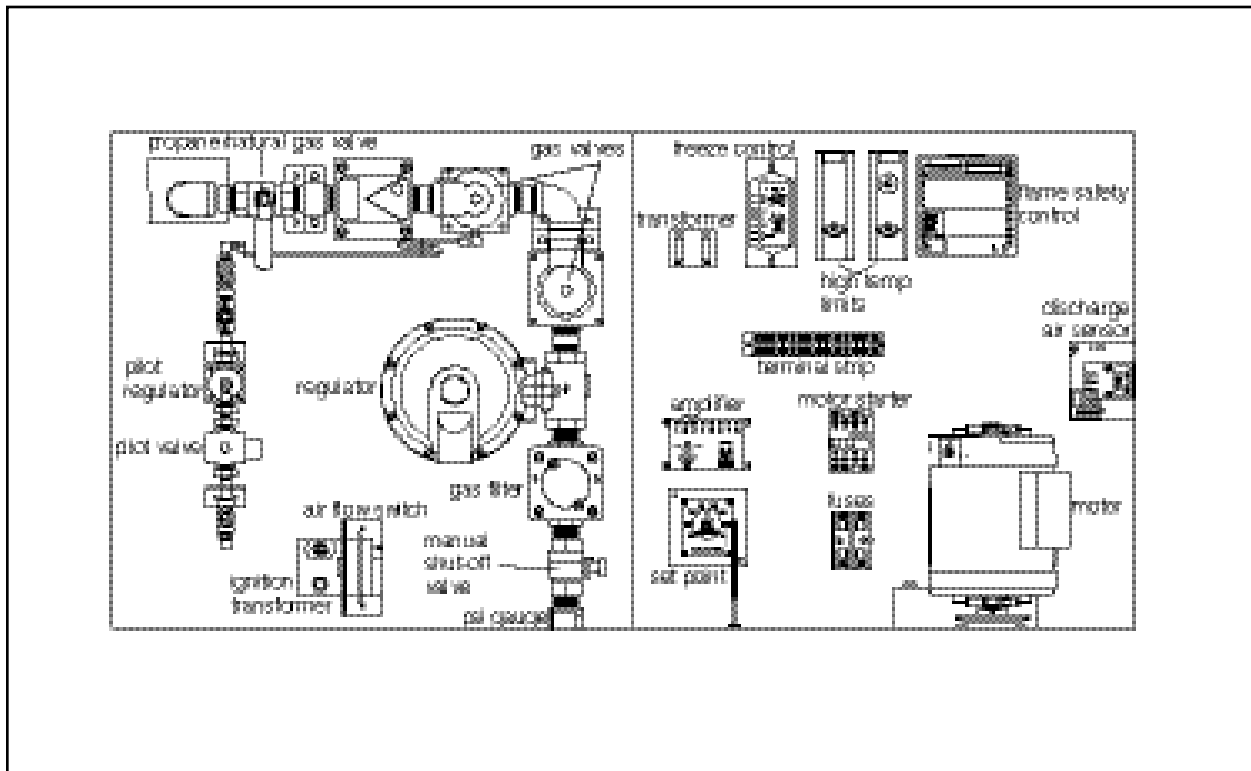 propane/natural gas valve
gas valves
pilot
regulator
pilot valve
regulator
gas filter
air flow switch
ignition
transformer
manual
shut-off
valve
psi gauge
freeze control
transformer
flame safety
control
high temp
limits
discharge
air sensor
terminal strip
amplifier
motor starter
fuses
motor
set point